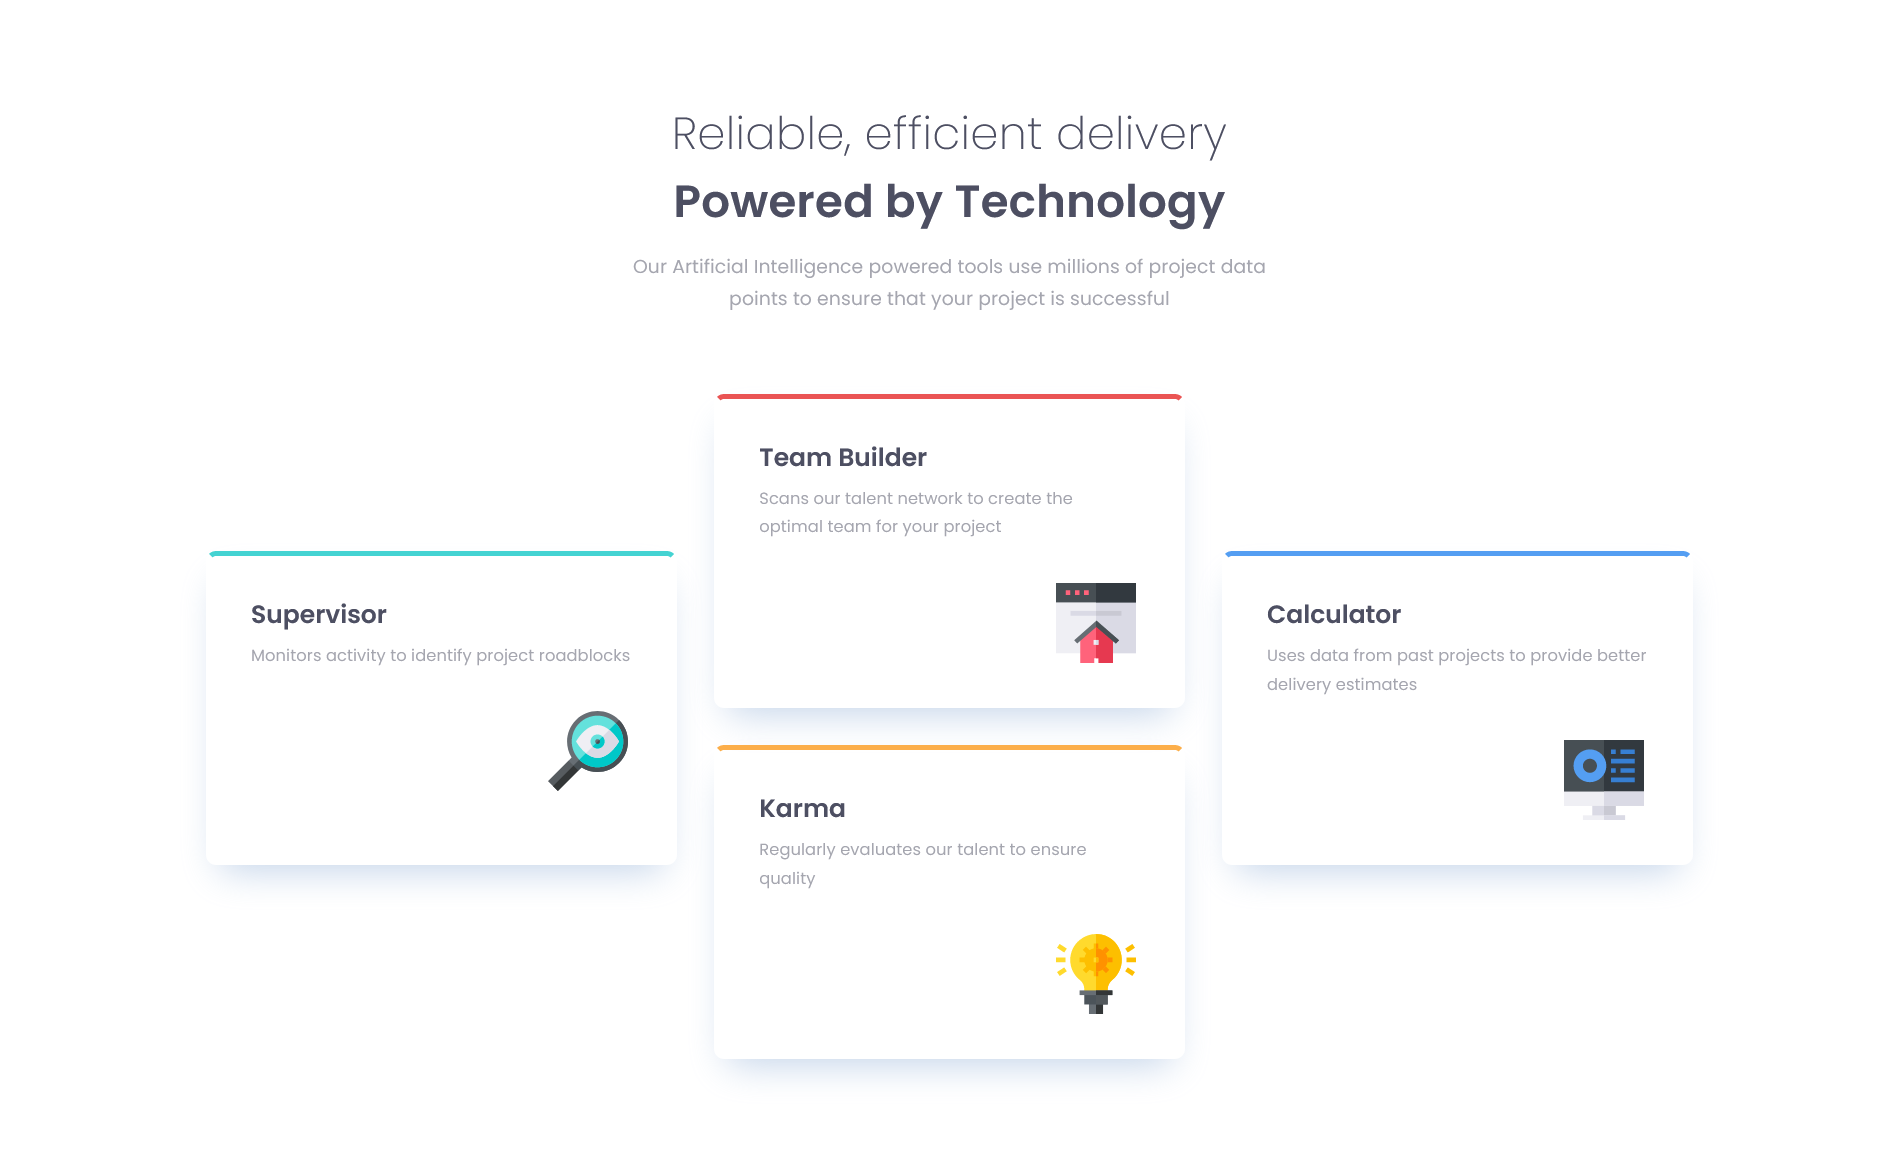 Reliable, efficient delivery
Powered by Technology
Our Artificial Intelligence powered tools use millions of project data
points to ensure that your project is successful
Supervisor
Monitors activity to identify project roadblocks
Team Builder
Scans our talent network to create the
optimal team for your project
Karma
Regularly evaluates our talent to ensure
quality
Calculator
Uses data from past projects to provide better
delivery estimates